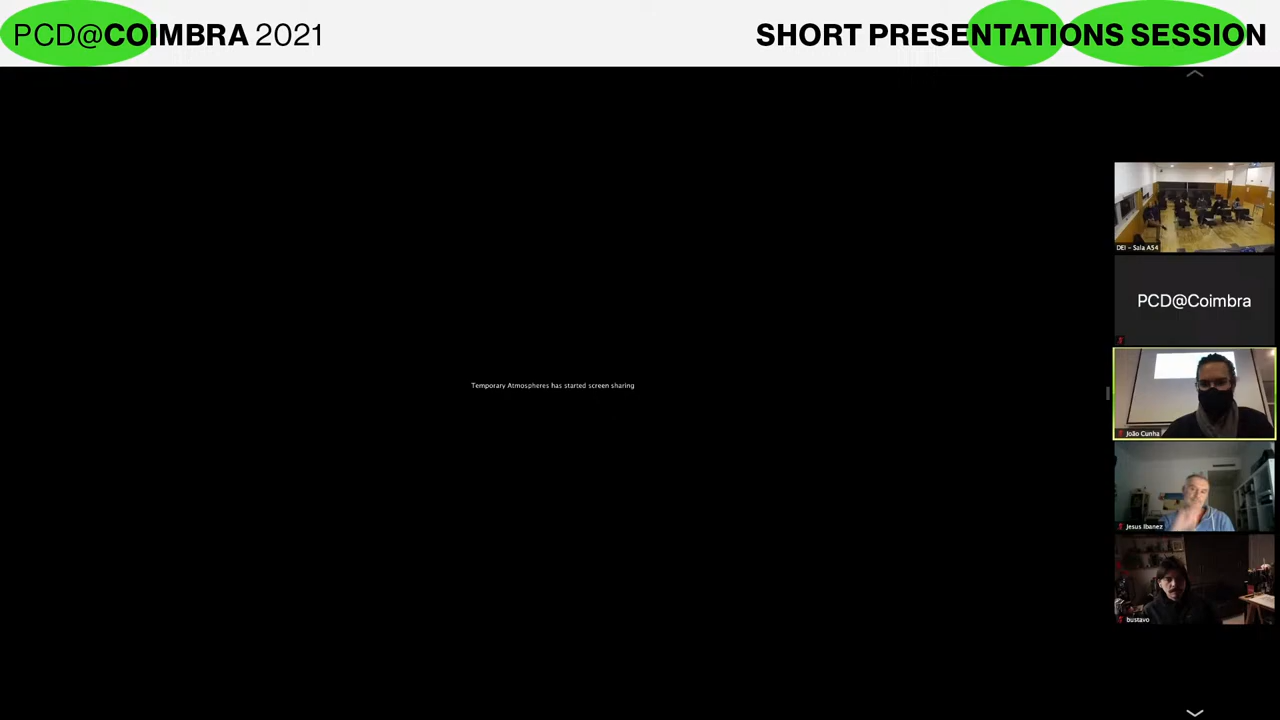 PCD@COIMBRA 2021
SHORT PRESENTATIONS SESSION
Temporary Atmospheres has started screen sharing
DEI - Sala A54
PCD@Coimbra
João Cunha
Jesus Ibanez
bustavo